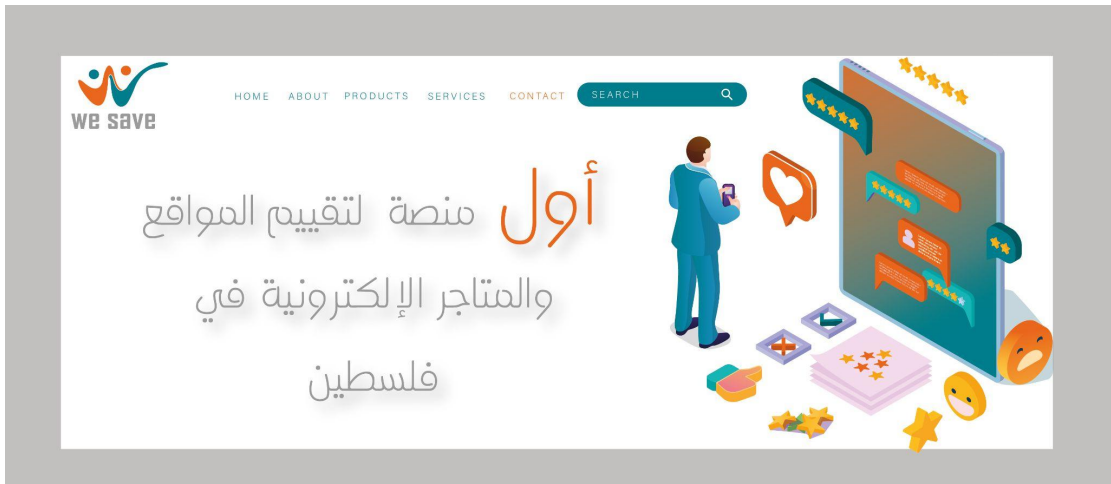 we save
HOME ABOUT PRODUCTS SERVICES CONTACT SEARCH
أول منصة لتقييم المواقع
والمتاجر الإلكترونية في
فلسطين